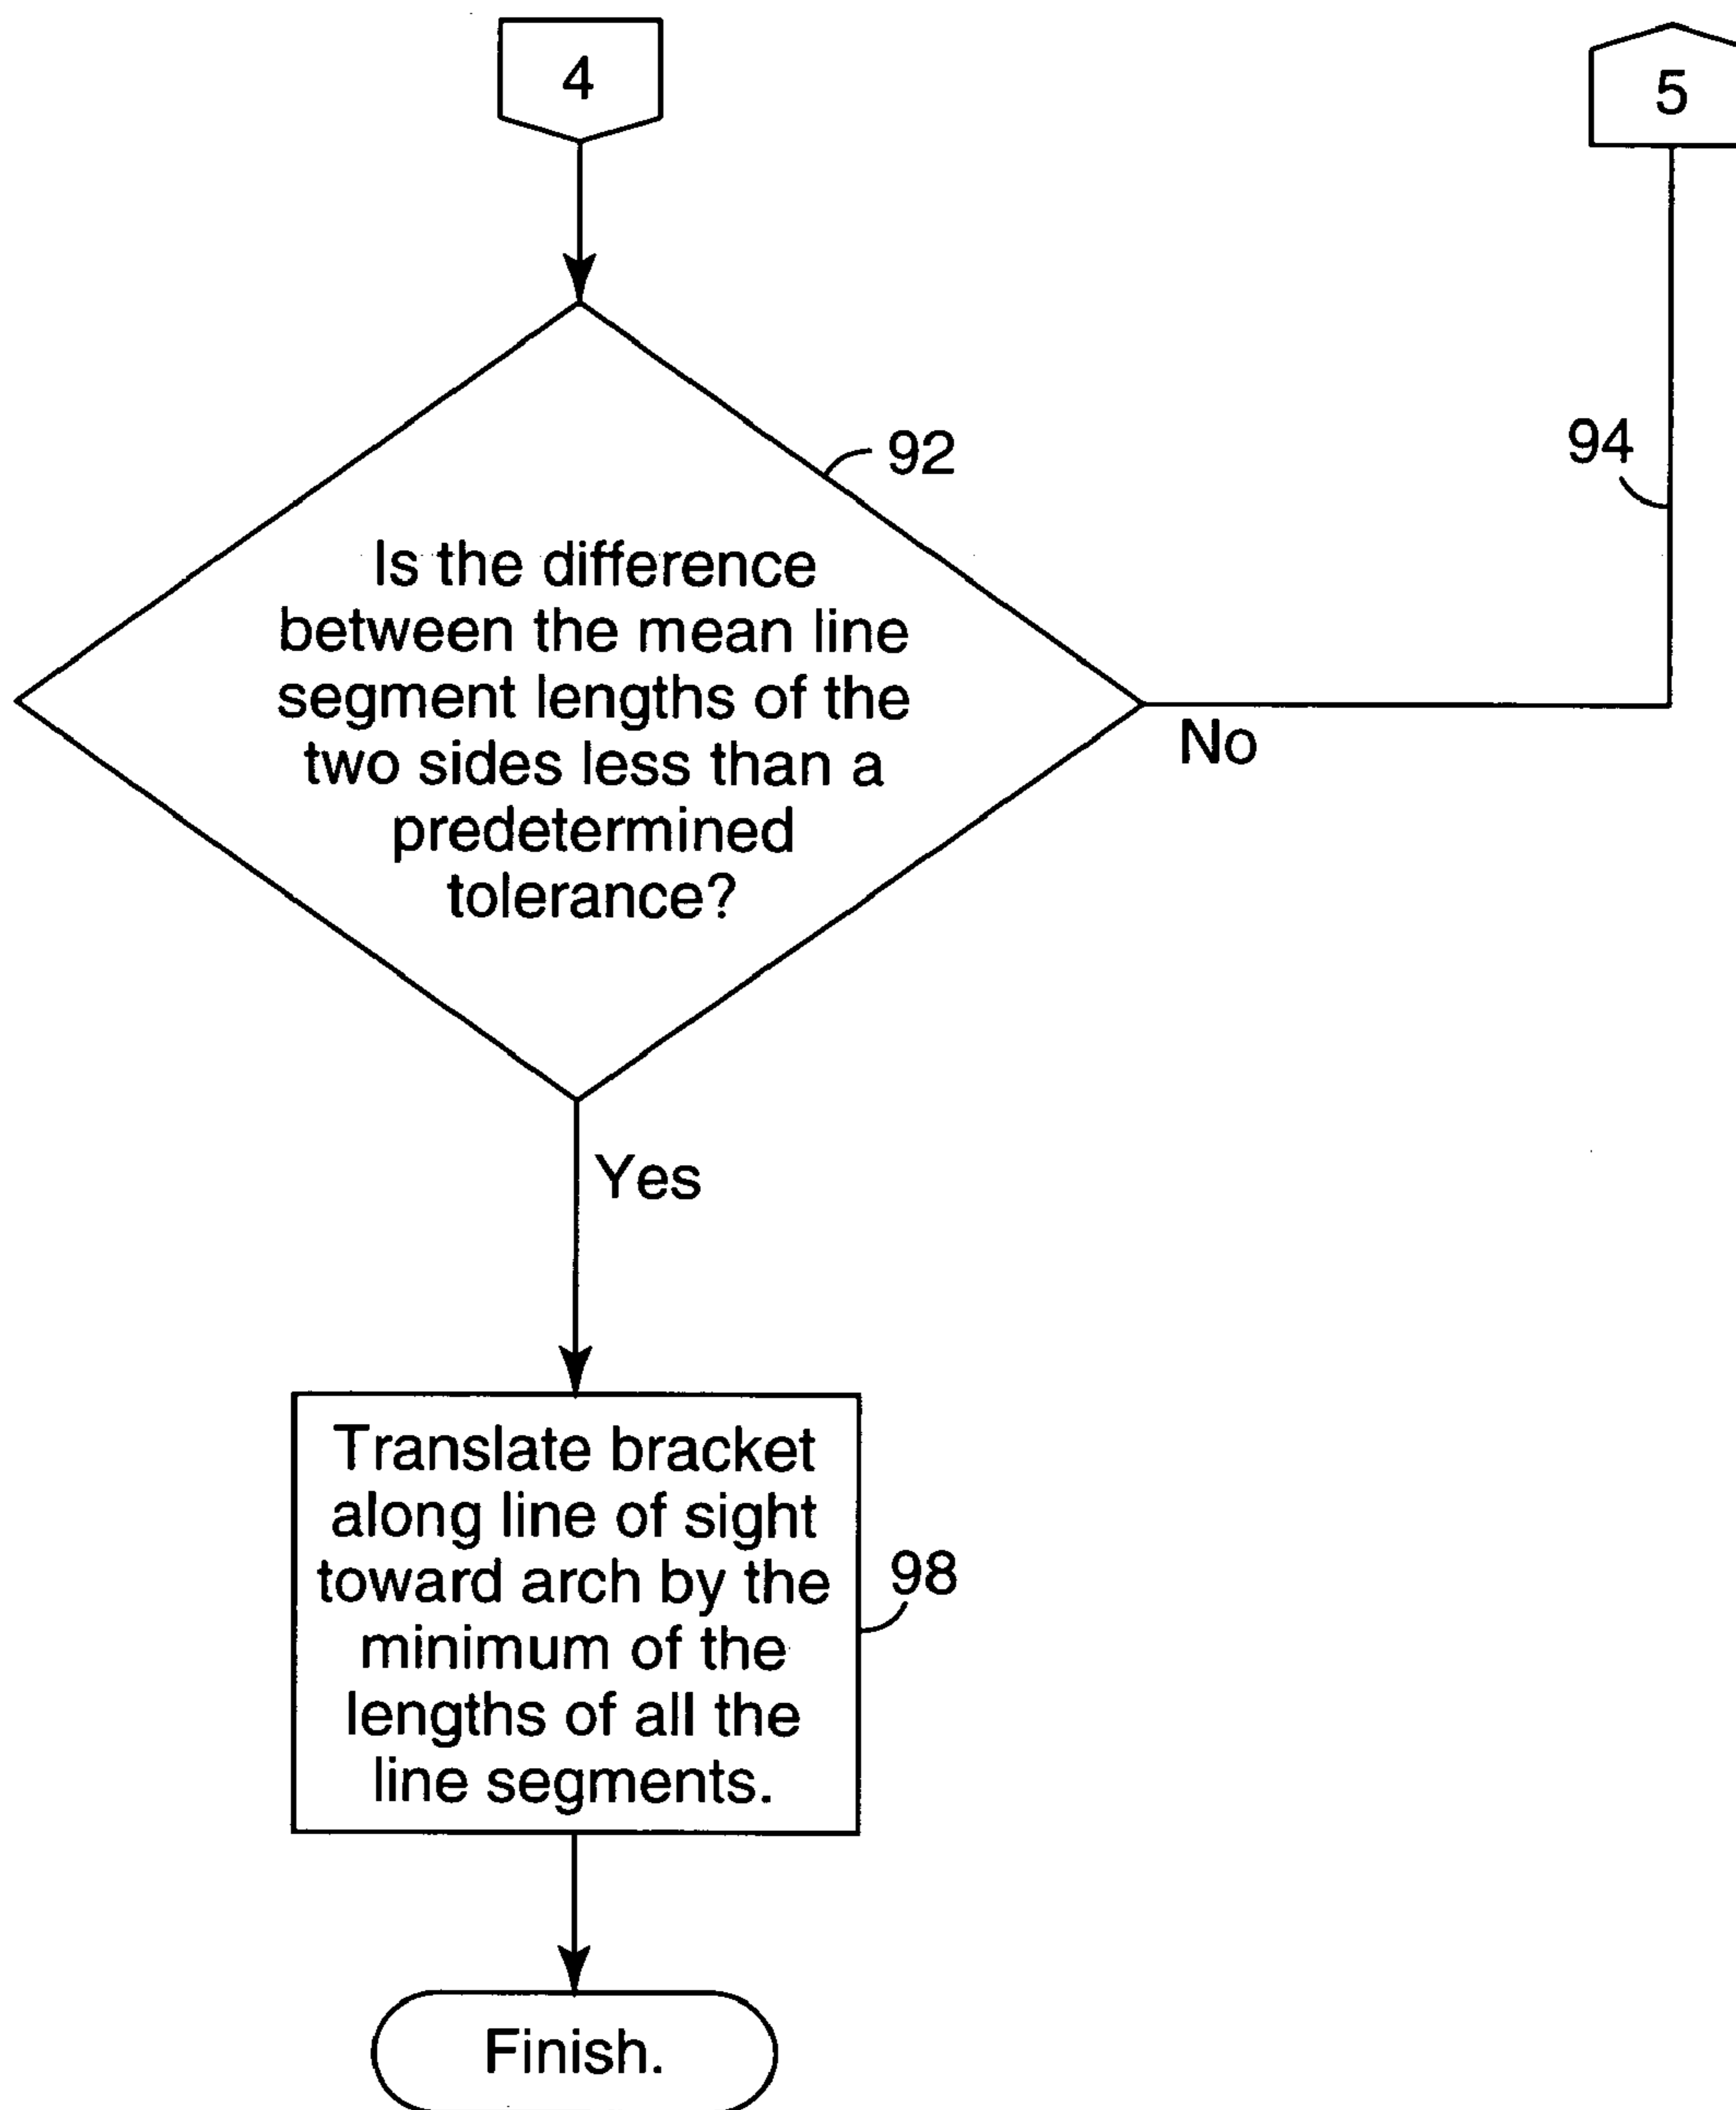 4
5
92
94
Is the difference
between the mean line
segment lengths of the
two sides less than a
predetermined
tolerance?
No
Yes
Translate bracket
along line of sight
toward arch by the
minimum of the
lengths of all the
line segments.
98
Finish.